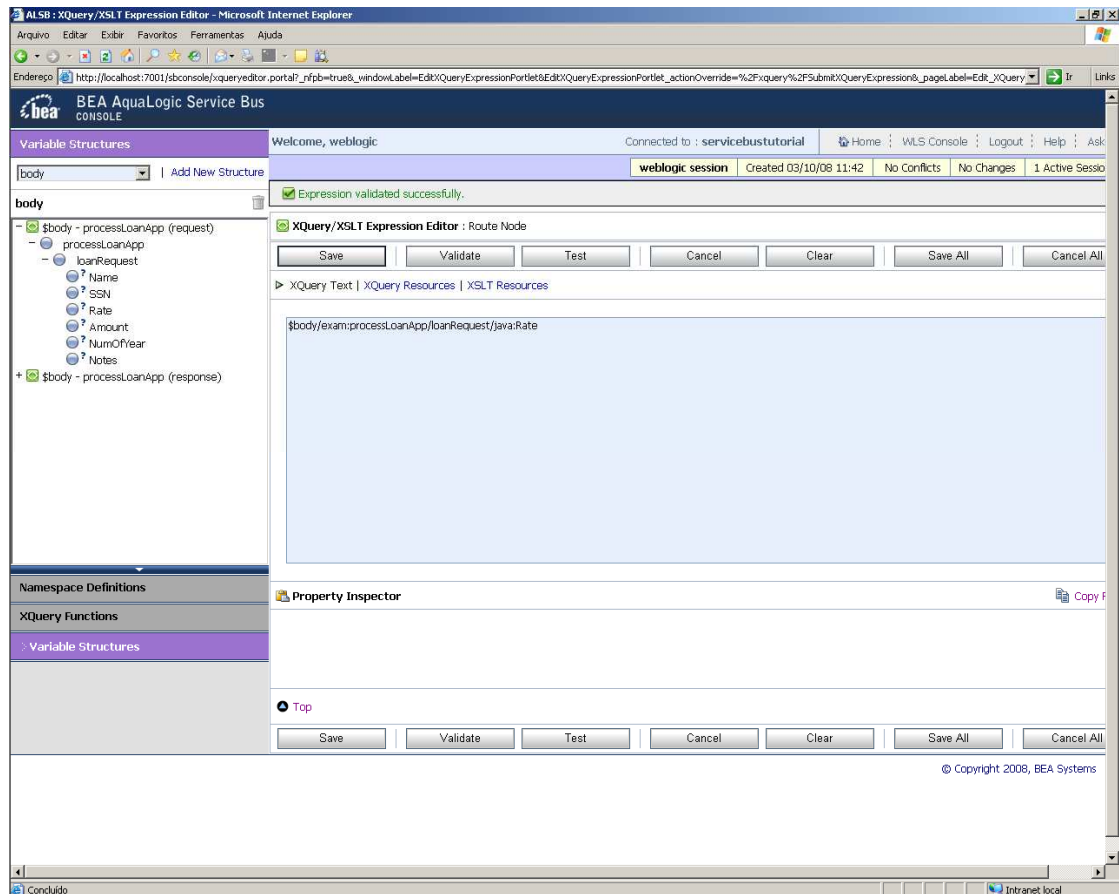 ALSB : XQuery/XSLT Expression Editor - Microsoft Internet Explorer
Arquivo Editar Exibir Favoritos Ferramentas Ajuda
Endereço http://localhost:7001/sbconsole/xqueryeditor.portal?_nfpb=true&_windowLabel=EditXQueryExpressionPortlet&EditXQueryExpressionPortlet_actionOverride=%2Fxquery%2FSubmitXQueryExpression&_pageLabel=Edit_XQuery Ir Links
bea BEA AquaLogic Service Bus
CONSOLE
Variable Structures
Welcome, weblogic Connected to : servicebustutorial Home WLS Console Logout Help Ask
body | Add New Structure
weblogic session Created 03/10/08 11:42 No Conflicts No Changes 1 Active Sessio
body
Expression validated successfully.
$body - processLoanApp (request)
processLoanApp
loanRequest
Name
SSN
Rate
Amount
NumOfYear
Notes
$body - processLoanApp (response)
XQuery/XSLT Expression Editor : Route Node
Save Validate Test Cancel Clear Save All Cancel All
XQuery Text | XQuery Resources | XSLT Resources
$body/exam:processLoanApp/loanRequest/java:Rate
Namespace Definitions
XQuery Functions
Variable Structures
Property Inspector Copy P
Top
Save Validate Test Cancel Clear Save All Cancel All
© Copyright 2008, BEA Systems
Concluído Intranet local